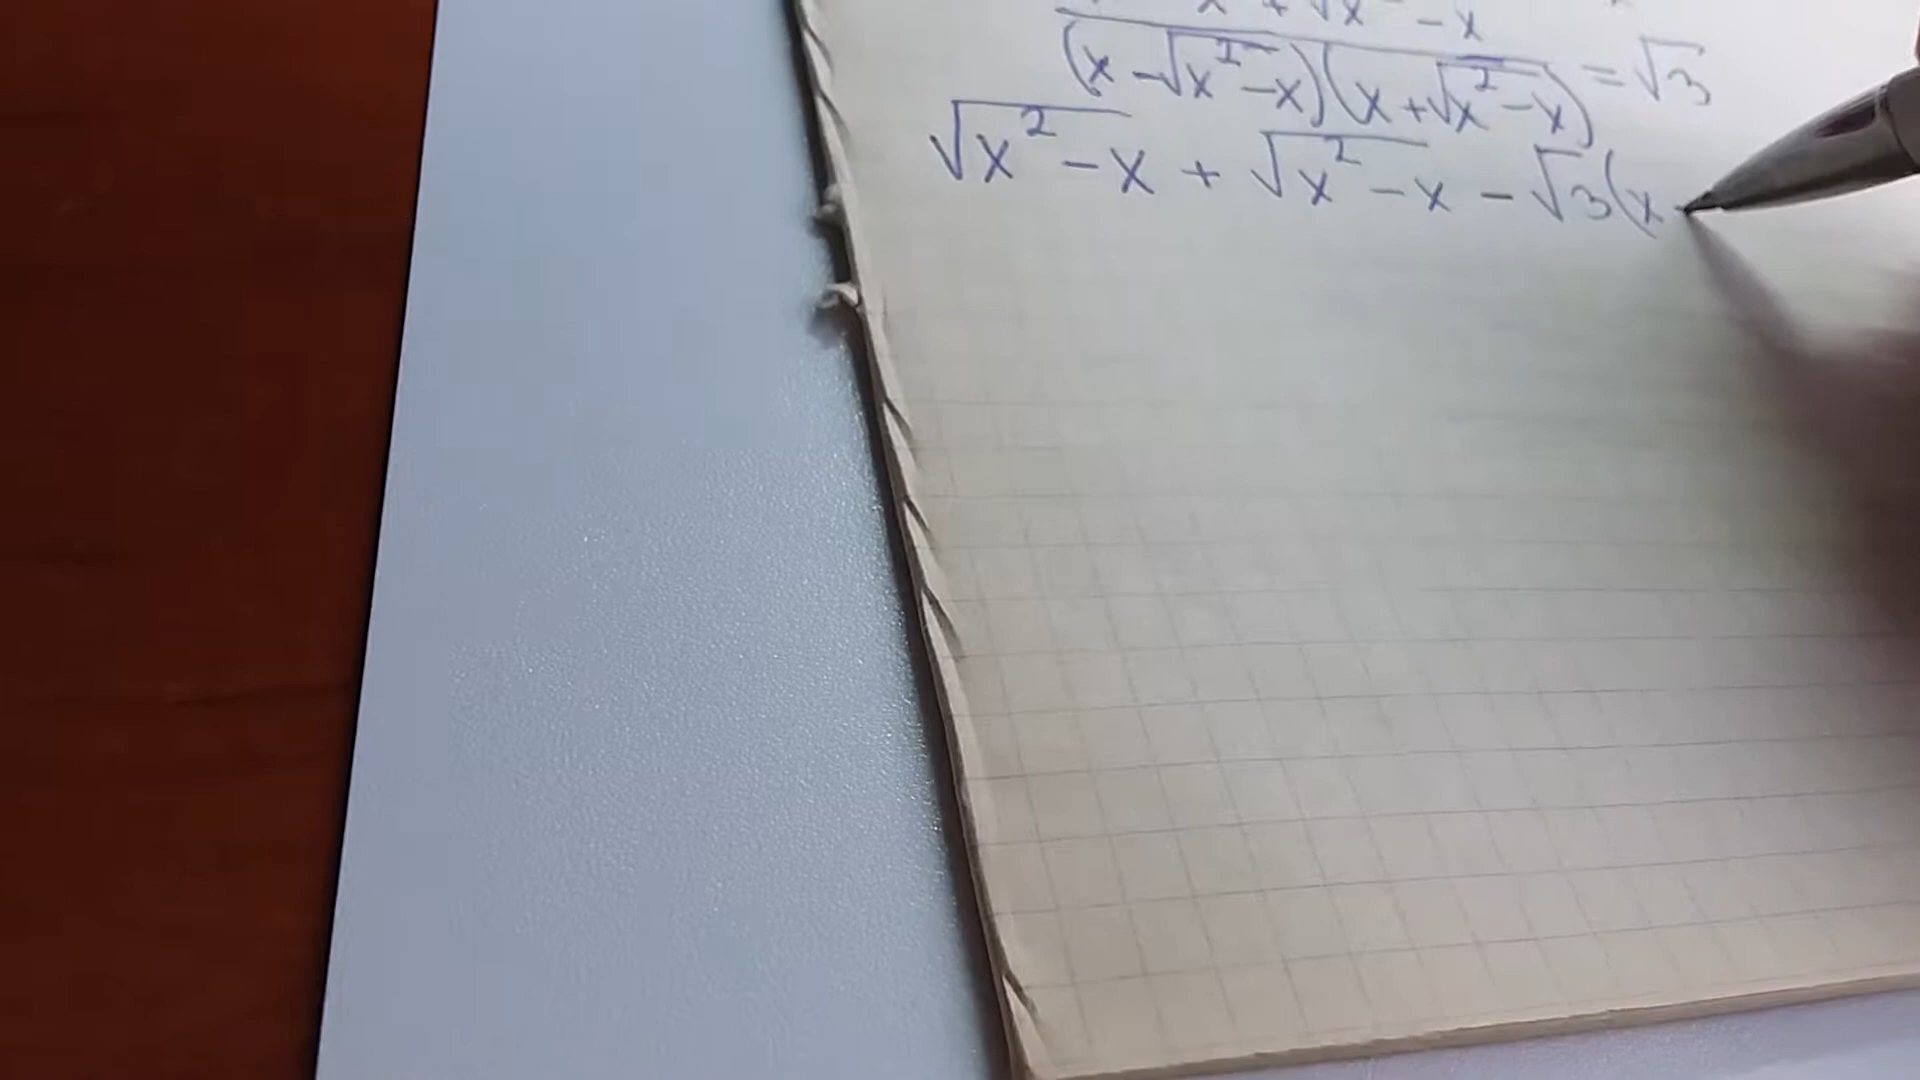 x + √x - x
(x - √x² - x)(x + √x² - x) = √3
√x² - x + √x² - x - √3(x -